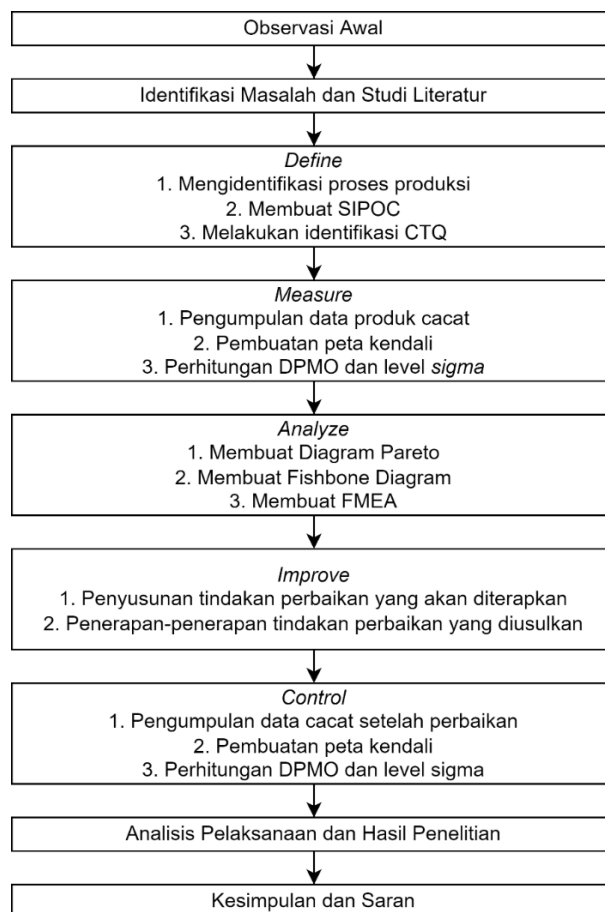 Observasi Awal
Identifikasi Masalah dan Studi Literatur
Define
1. Mengidentifikasi proses produksi
2. Membuat SIPOC
3. Melakukan identifikasi CTQ
Measure
1. Pengumpulan data produk cacat
2. Pembuatan peta kendali
3. Perhitungan DPMO dan level sigma
Analyze
1. Membuat Diagram Pareto
2. Membuat Fishbone Diagram
3. Membuat FMEA
Improve
1. Penyusunan tindakan perbaikan yang akan diterapkan
2. Penerapan-penerapan tindakan perbaikan yang diusulkan
Control
1. Pengumpulan data cacat setelah perbaikan
2. Pembuatan peta kendali
3. Perhitungan DPMO dan level sigma
Analisis Pelaksanaan dan Hasil Penelitian
Kesimpulan dan Saran